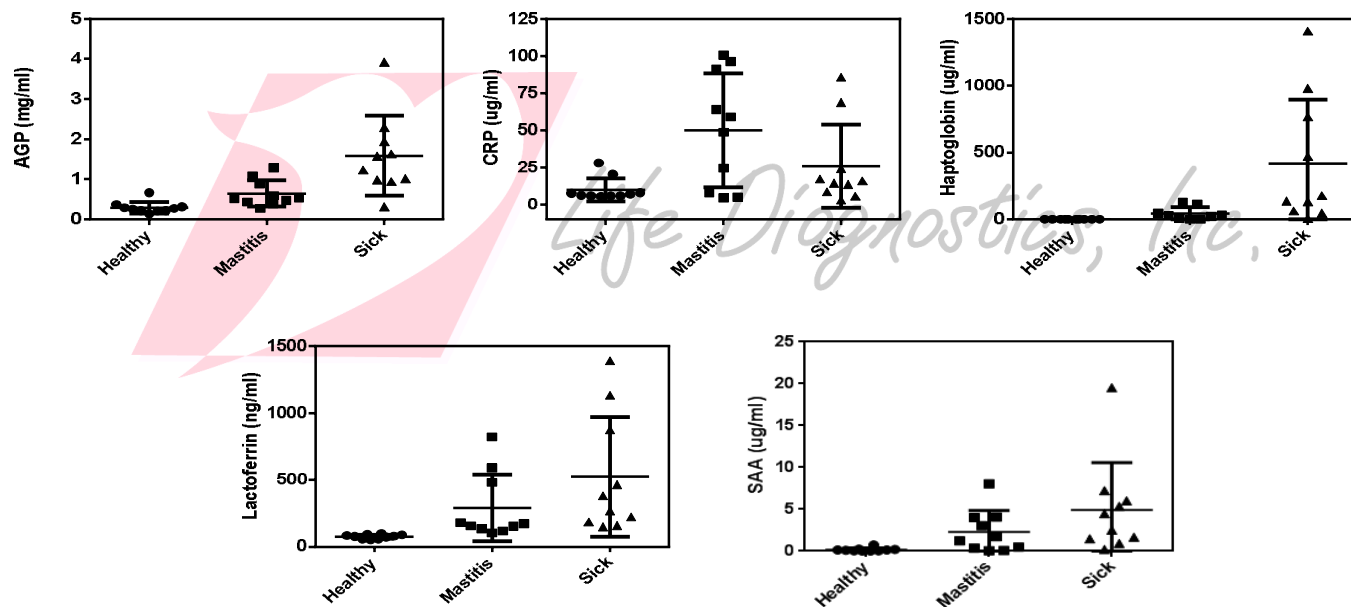 AGP (mg/ml)
5
4
3
2
1
0
Healthy
Mastitis
Sick
CRP (ug/ml)
125
100
75
50
25
0
Healthy
Mastitis
Sick
Haptoglobin (ug/ml)
1500
1000
500
0
Healthy
Mastitis
Sick
Life Diagnostics, Inc.
Lactoferrin (ng/ml)
1500
1000
500
0
Healthy
Mastitis
Sick
SAA (ug/ml)
25
20
15
10
5
0
Healthy
Mastitis
Sick